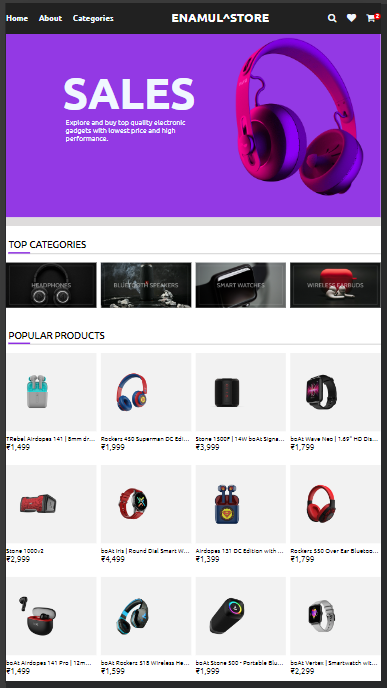 Home About Categories ENAMUL^STORE 2
SALES
Explore and buy top quality electronic
gadgets with lowest price and high
performance.
TOP CATEGORIES
HEADPHONES BLUETOOTH SPEAKERS SMART WATCHES WIRELESS EARBUDS
POPULAR PRODUCTS
TRebel Airdopes 141 | 8mm dr... Rockerz 450 Superman DC Edi... Stone 1500F | 14W boAt Signa... boAt Wave Neo | 1.69" HD Dis...
₹1,499 ₹1,999 ₹3,999 ₹1,799
Stone 1000v2 boAt Iris | Round Dial Smart W... Airdopes 131 DC Edition with ... Rockerz 550 Over Ear Bluetoo...
₹2,999 ₹4,499 ₹1,399 ₹1,799
boAt Airdopes 141 Pro | 12m... boAt Rockerz 518 Wireless He... boAt Stone 500 - Portable Blu... boAt Vertex | Smartwatch wit...
₹1,499 ₹1,599 ₹1,999 ₹2,299